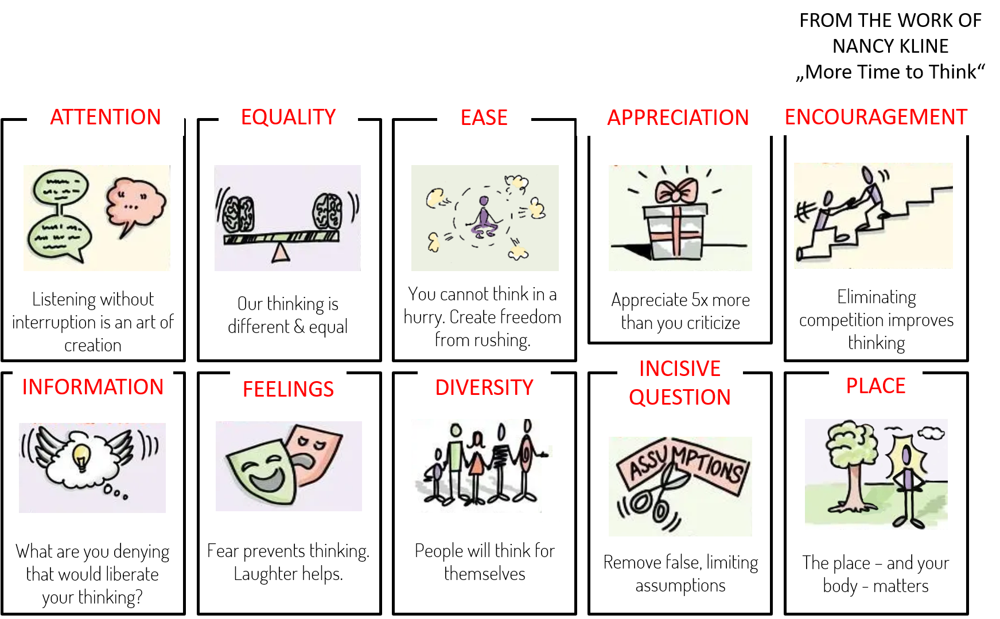 FROM THE WORK OF
NANCY KLINE
„More Time to Think“
ATTENTION
Listening without
interruption is an art of
creation
EQUALITY
Our thinking is
different & equal
EASE
You cannot think in a
hurry. Create freedom
from rushing.
APPRECIATION
Appreciate 5x more
than you criticize
ENCOURAGEMENT
Eliminating
competition improves
thinking
INFORMATION
What are you denying
that would liberate
your thinking?
FEELINGS
Fear prevents thinking.
Laughter helps.
DIVERSITY
People will think for
themselves
INCISIVE
QUESTION
ASSUMPTIONS
Remove false, limiting
assumptions
PLACE
The place – and your
body - matters